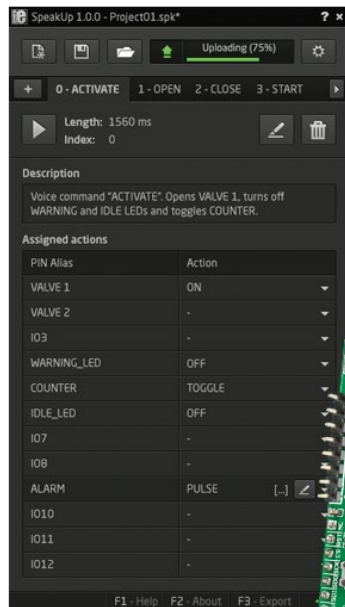 SpeakUp 1.0.0 - Project01.spk*
? x
Uploading (75%)
+ 0 - ACTIVATE 1 - OPEN 2 - CLOSE 3 - START
Length: 1560 ms
Index: 0
Description
Voice command "ACTIVATE". Opens VALVE 1, turns off
WARNING and IDLE LEDs and toggles COUNTER.
Assigned actions
PIN Alias Action
VALVE 1 ON
VALVE 2 -
IO3 -
WARNING_LED OFF
COUNTER TOGGLE
IDLE_LED OFF
IO7 -
IO8 -
ALARM PULSE [...]
IO10 -
IO11 -
IO12 -
F1 - Help F2 - About F3 - Export